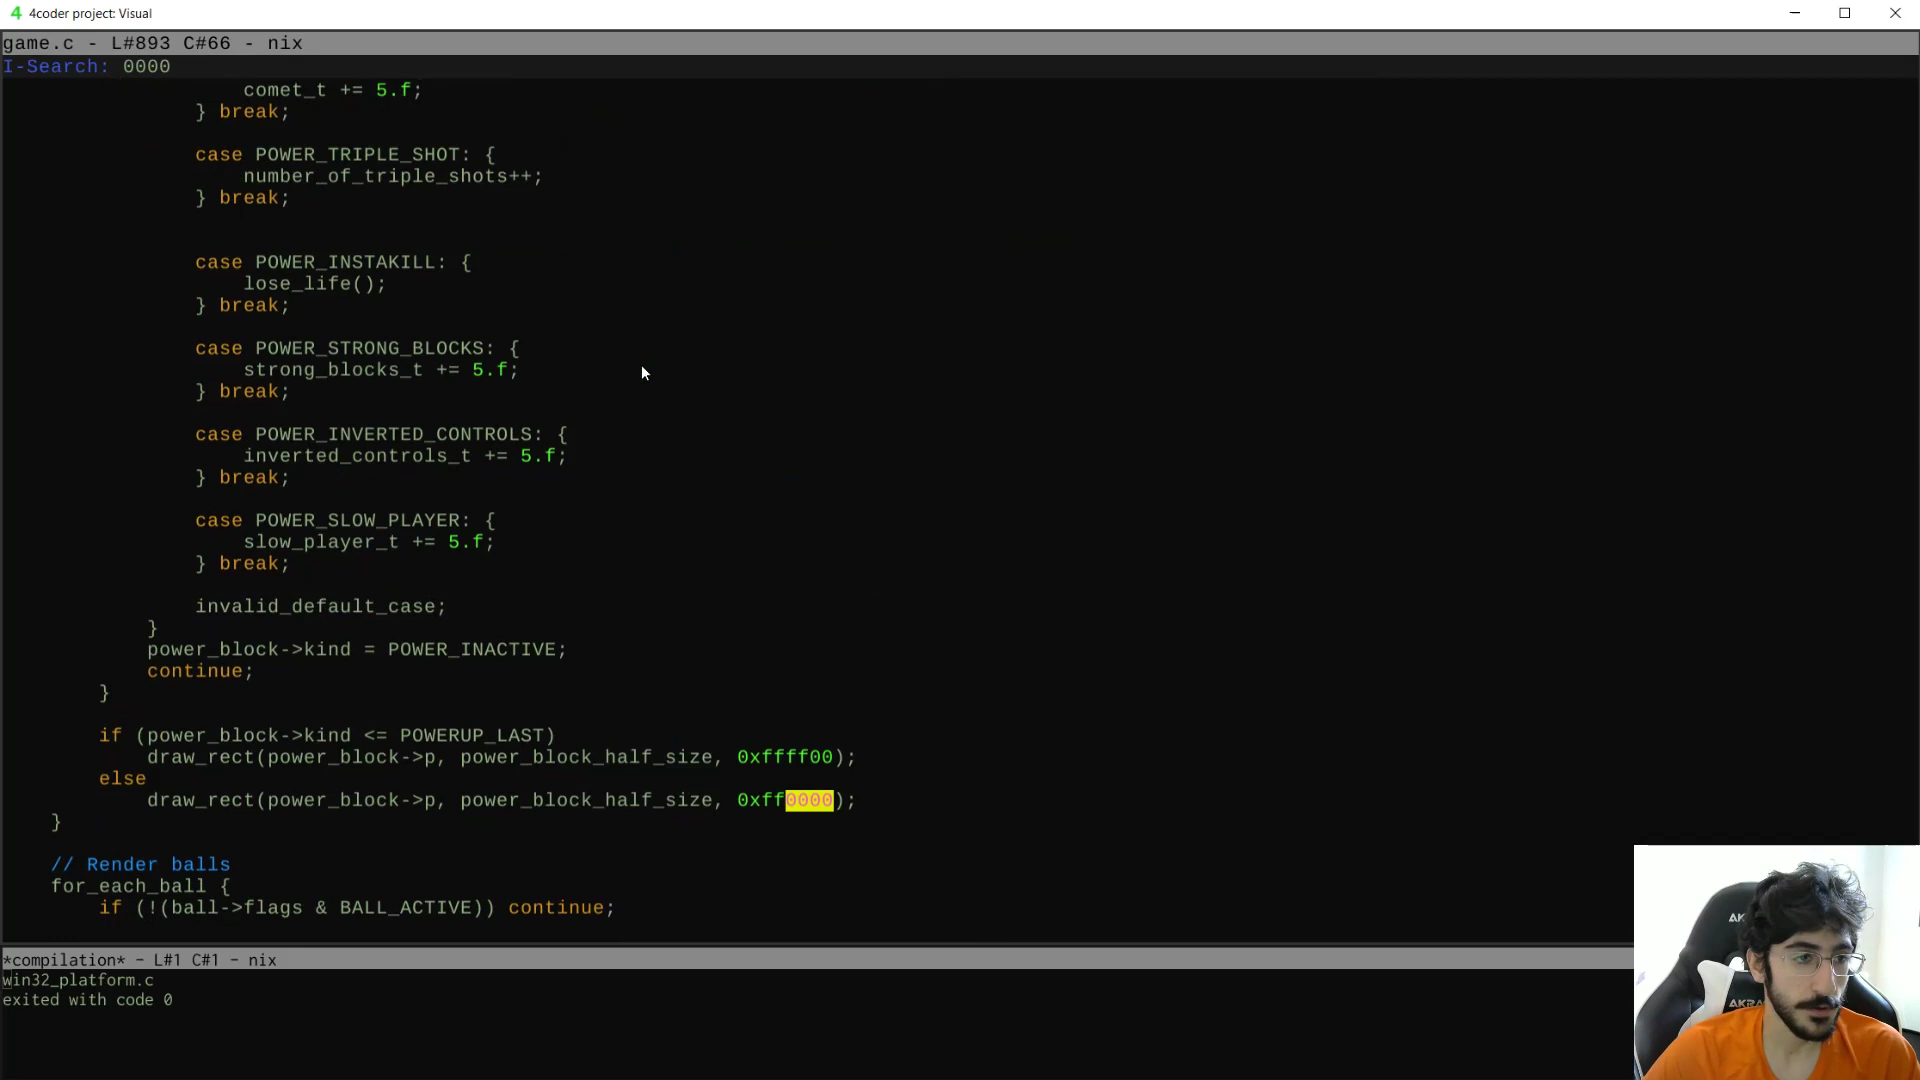 4 4coder project: Visual
game.c - L#893 C#66 - nix
I-Search: 0000
comet_t += 5.f;
} break;
case POWER_TRIPLE_SHOT: {
number_of_triple_shots++;
} break;
case POWER_INSTAKILL: {
lose_life();
} break;
case POWER_STRONG_BLOCKS: {
strong_blocks_t += 5.f;
} break;
case POWER_INVERTED_CONTROLS: {
inverted_controls_t += 5.f;
} break;
case POWER_SLOW_PLAYER: {
slow_player_t += 5.f;
} break;
invalid_default_case;
}
power_block->kind = POWER_INACTIVE;
continue;
}
if (power_block->kind <= POWERUP_LAST)
draw_rect(power_block->p, power_block_half_size, 0xffff00);
else
draw_rect(power_block->p, power_block_half_size, 0xff0000);
}
// Render balls
for_each_ball {
if (!(ball->flags & BALL_ACTIVE)) continue;
*compilation* - L#1 C#1 - nix
win32_platform.c
exited with code 0